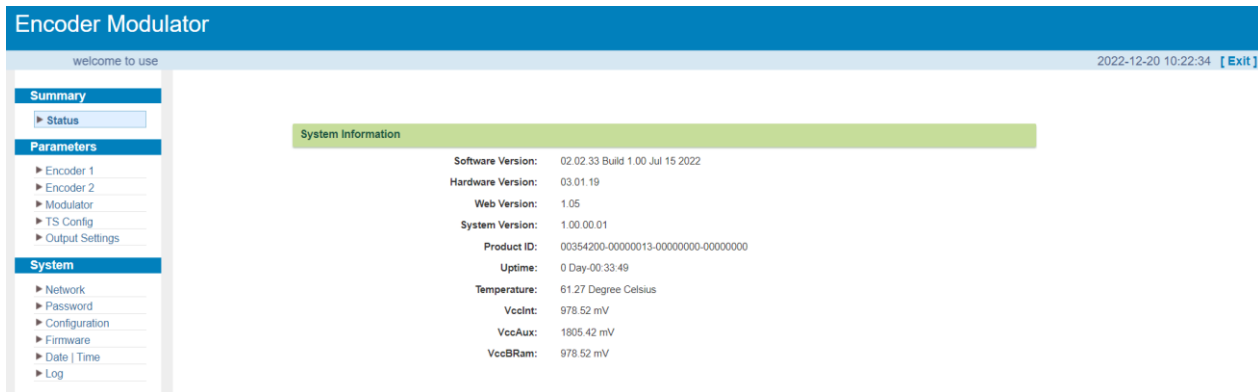 Encoder Modulator
welcome to use
2022-12-20 10:22:34 [ Exit ]
Summary
Status
Parameters
Encoder 1
Encoder 2
Modulator
TS Config
Output Settings
System
Network
Password
Configuration
Firmware
Date | Time
Log
System Information
Software Version: 02.02.33 Build 1.00 Jul 15 2022
Hardware Version: 03.01.19
Web Version: 1.05
System Version: 1.00.00.01
Product ID: 00354200-00000013-00000000-00000000
Uptime: 0 Day-00:33:49
Temperature: 61.27 Degree Celsius
VccInt: 978.52 mV
VccAux: 1805.42 mV
VccBRam: 978.52 mV